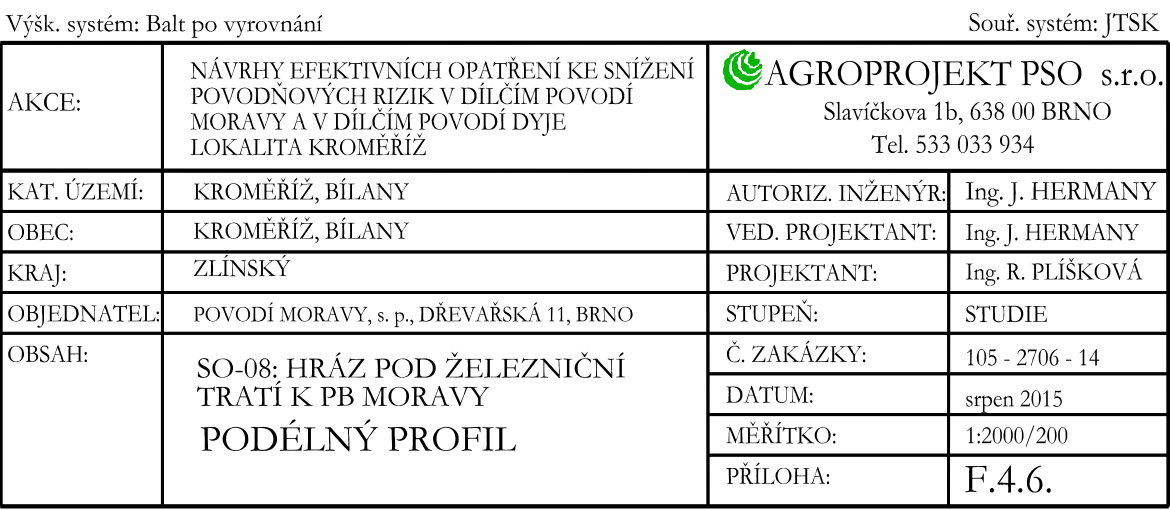 Výšk. systém: Balt po vyrovnání
Souř. systém: JTSK
AKCE:
NÁVRHY EFEKTIVNÍCH OPATŘENÍ KE SNÍŽENÍ
POVODŇOVÝCH RIZIK V DÍLČÍM POVODÍ
MORAVY A V DÍLČÍM POVODÍ DYJE
LOKALITA KROMĚŘÍŽ
AGROPROJEKT PSO s.r.o.
Slavíčkova 1b, 638 00 BRNO
Tel. 533 033 934
KAT. ÚZEMÍ: KROMĚŘÍŽ, BÍLANY
OBEC: KROMĚŘÍŽ, BÍLANY
KRAJ: ZLÍNSKÝ
OBJEDNATEL: POVODÍ MORAVY, s. p., DŘEVAŘSKÁ 11, BRNO
OBSAH:
SO-08: HRÁZ POD ŽELEZNIČNÍ
TRATÍ K PB MORAVY
PODÉLNÝ PROFIL
AUTORIZ. INŽENÝR: Ing. J. HERMANY
VED. PROJEKTANT: Ing. J. HERMANY
PROJEKTANT: Ing. R. PLÍŠKOVÁ
STUPEŇ: STUDIE
Č. ZAKÁZKY: 105 - 2706 - 14
DATUM: srpen 2015
MĚŘÍTKO: 1:2000/200
PŘÍLOHA: F.4.6.